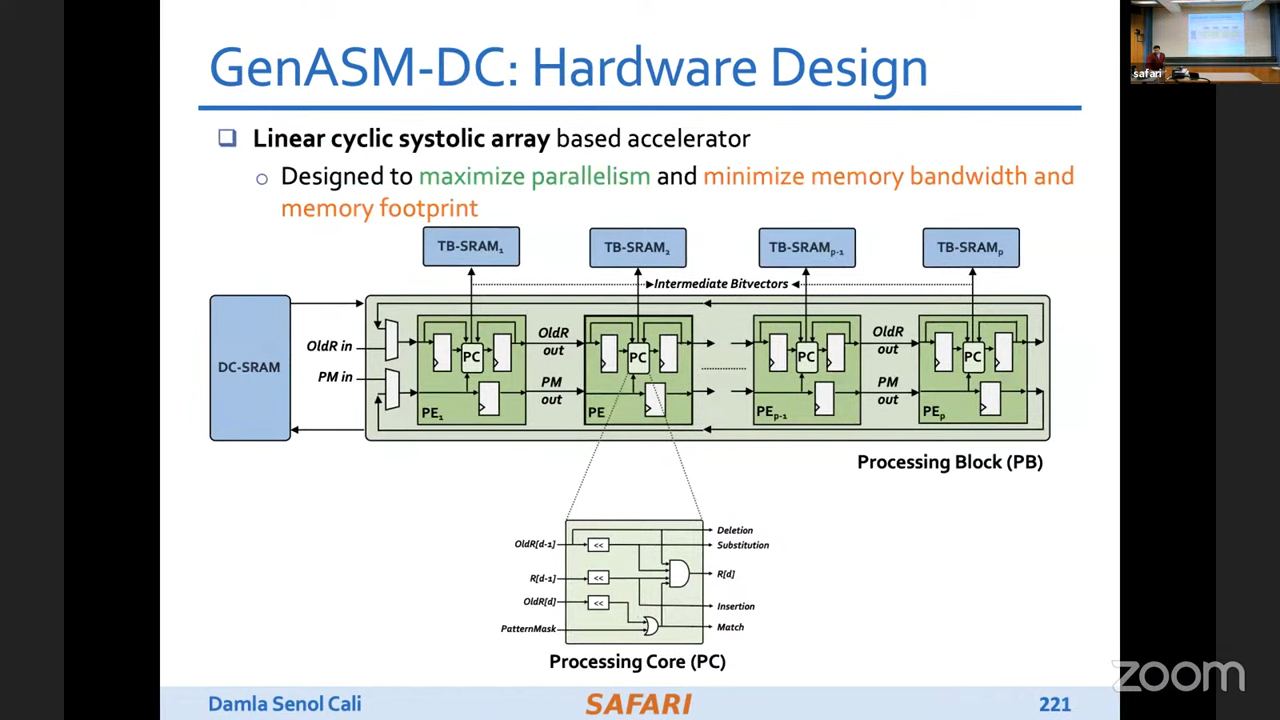 GenASM-DC: Hardware Design
safari
❑ Linear cyclic systolic array based accelerator
o Designed to maximize parallelism and minimize memory bandwidth and
memory footprint
TB-SRAM₁
TB-SRAM₂
TB-SRAMp-1
TB-SRAMp
Intermediate Bitvectors
DC-SRAM
OldR in
PM in
PC
PE₁
OldR
out
PM
out
PC
PE
PC
PEp-1
OldR
out
PM
out
PC
PEp
Processing Block (PB)
OldR[d-1]
R[d-1]
OldR[d]
PatternMask
<<
<<
<<
Deletion
Substitution
R[d]
Insertion
Match
Processing Core (PC)
zoom
Damla Senol Cali
SAFARI
221